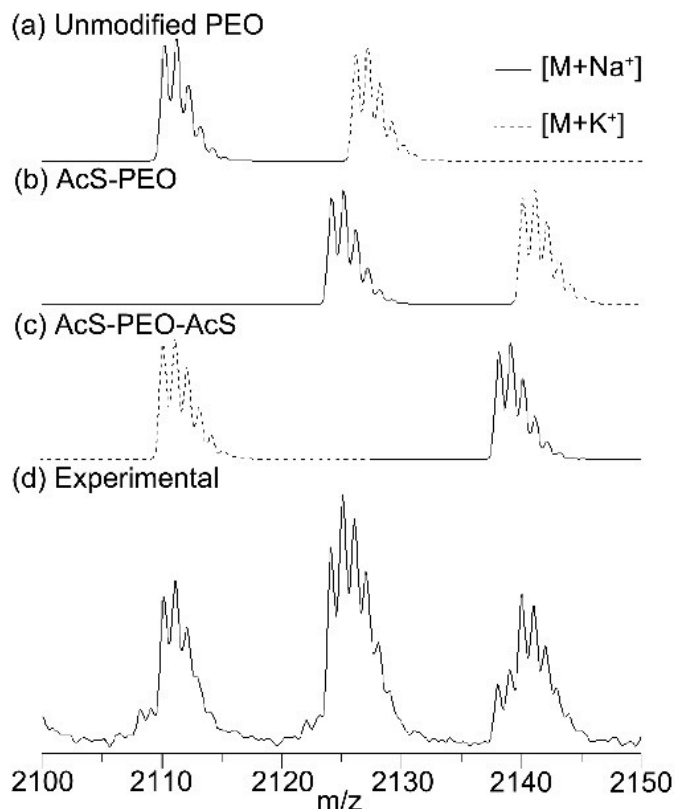 (a) Unmodified PEO
[M+Na⁺]
[M+K⁺]
(b) AcS-PEO
(c) AcS-PEO-AcS
(d) Experimental
2100 2110 2120 2130 2140 2150
m/z